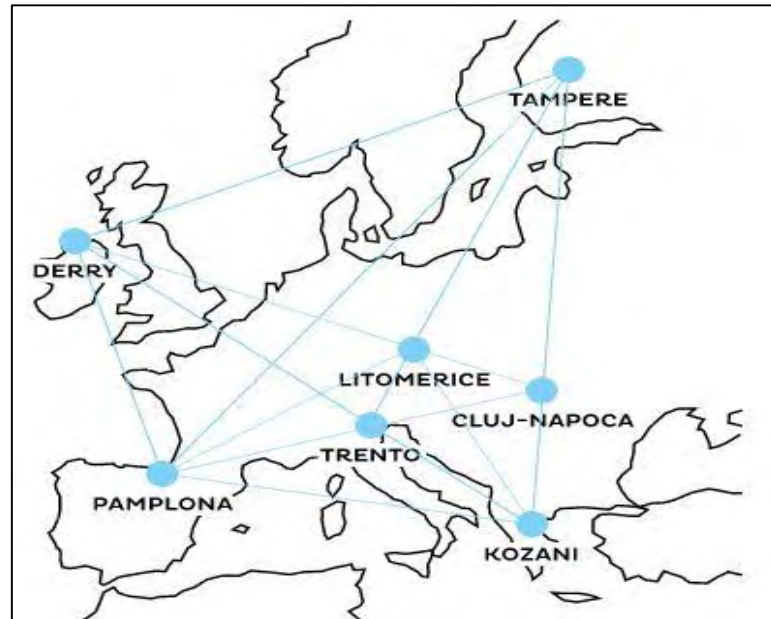 TAMPERE
DERRY
LITOMERICE
CLUJ-NAPOCA
TRENTO
PAMPLONA
KOZANI